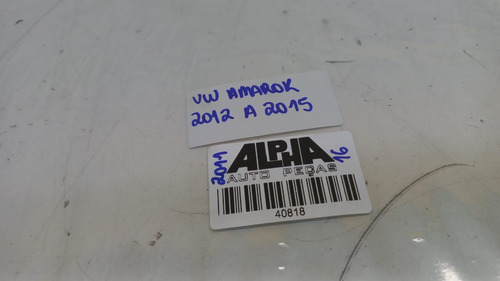 VW AMAROK
2012 A 2015
ALPHA
AUTO PEÇAS
2011
16
40818